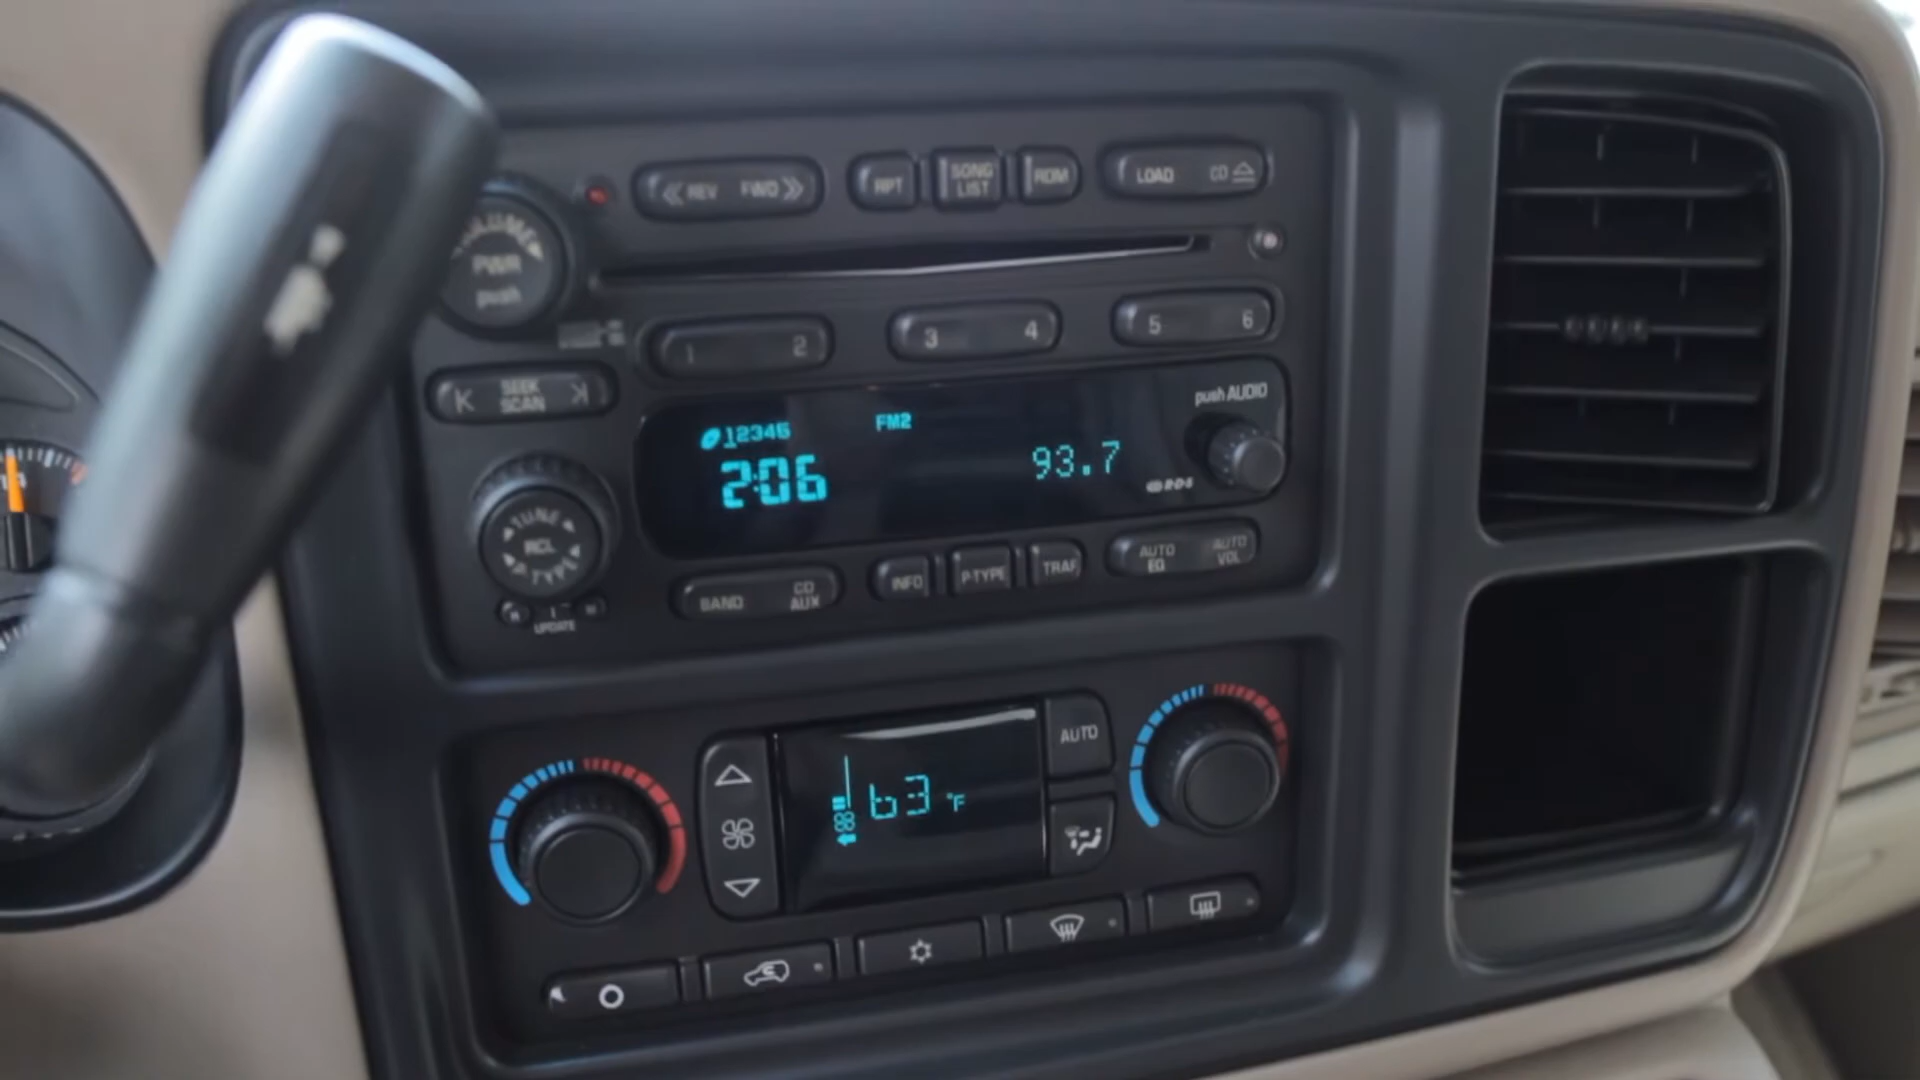 REV FWD
RPT
SONG
LIST
RDM
LOAD CD
VOLUME
PWR
push
1 2
3 4
5 6
SEEK
SCAN
push AUDIO
12345
FM2
2:06
93.7
RDS
TUNE
RCL
P-TYPE
H
M
UPDATE
BAND
CD
AUX
INFO
P-TYPE
TRAF
AUTO
EQ
AUTO
VOL
AUTO
63 °F